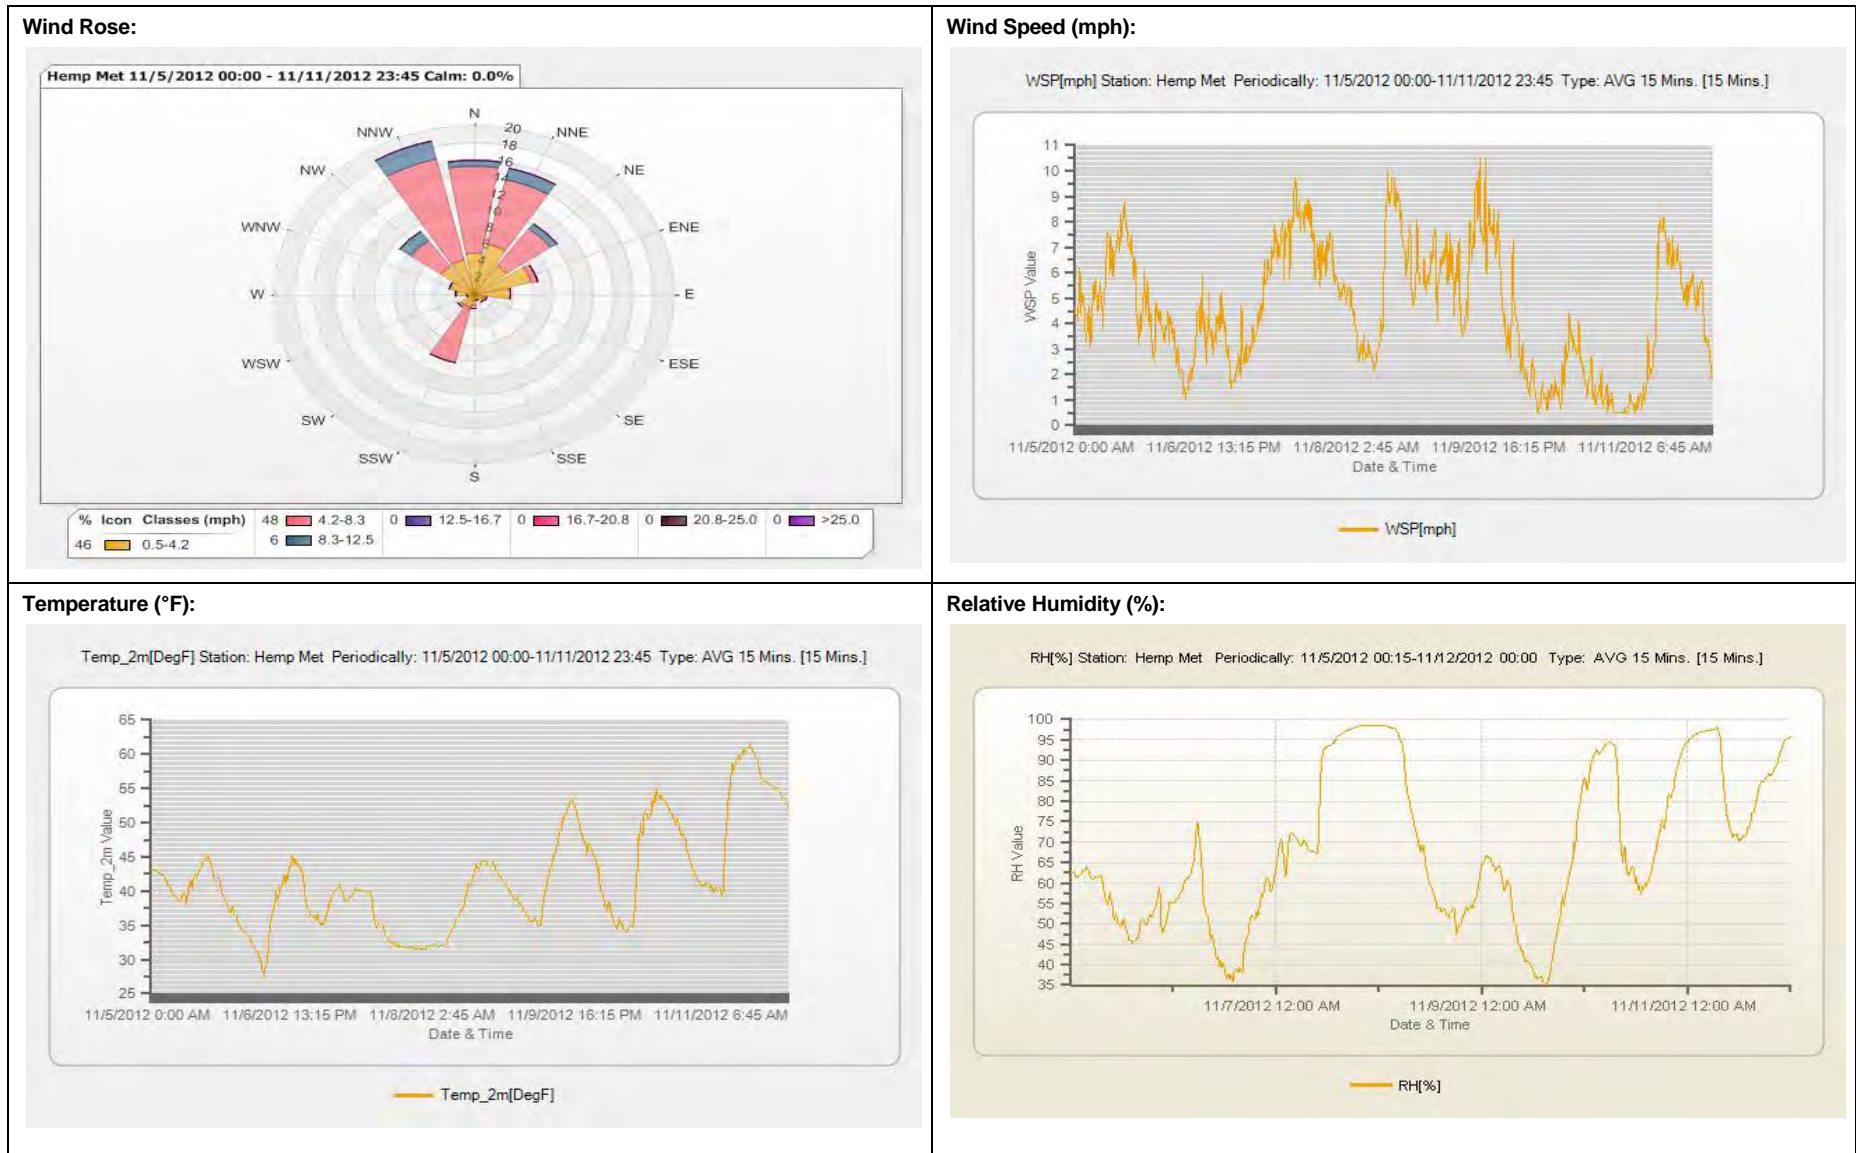 Wind Rose:
Hemp Met 11/5/2012 00:00 - 11/11/2012 23:45 Calm: 0.0%
N
NNE
NE
ENE
E
ESE
SE
SSE
S
SSW
SW
WSW
W
WNW
NW
NNW
20
18
16
14
12
10
8
6
4
2
% Icon Classes (mph)
46 0.5-4.2
48 4.2-8.3
6 8.3-12.5
0 12.5-16.7
0 16.7-20.8
0 20.8-25.0
0 >25.0
Wind Speed (mph):
WSP[mph] Station: Hemp Met Periodically: 11/5/2012 00:00-11/11/2012 23:45 Type: AVG 15 Mins. [15 Mins.]
WSP Value
11
10
9
8
7
6
5
4
3
2
1
0
11/5/2012 0:00 AM 11/6/2012 13:15 PM 11/8/2012 2:45 AM 11/9/2012 16:15 PM 11/11/2012 6:45 AM
Date & Time
WSP[mph]
Temperature (°F):
Temp_2m[DegF] Station: Hemp Met Periodically: 11/5/2012 00:00-11/11/2012 23:45 Type: AVG 15 Mins. [15 Mins.]
Temp_2m Value
65
60
55
50
45
40
35
30
25
11/5/2012 0:00 AM 11/6/2012 13:15 PM 11/8/2012 2:45 AM 11/9/2012 16:15 PM 11/11/2012 6:45 AM
Date & Time
Temp_2m[DegF]
Relative Humidity (%):
RH[%] Station: Hemp Met Periodically: 11/5/2012 00:15-11/12/2012 00:00 Type: AVG 15 Mins. [15 Mins.]
RH Value
100
95
90
85
80
75
70
65
60
55
50
45
40
35
11/7/2012 12:00 AM 11/9/2012 12:00 AM 11/11/2012 12:00 AM
Date & Time
RH[%]